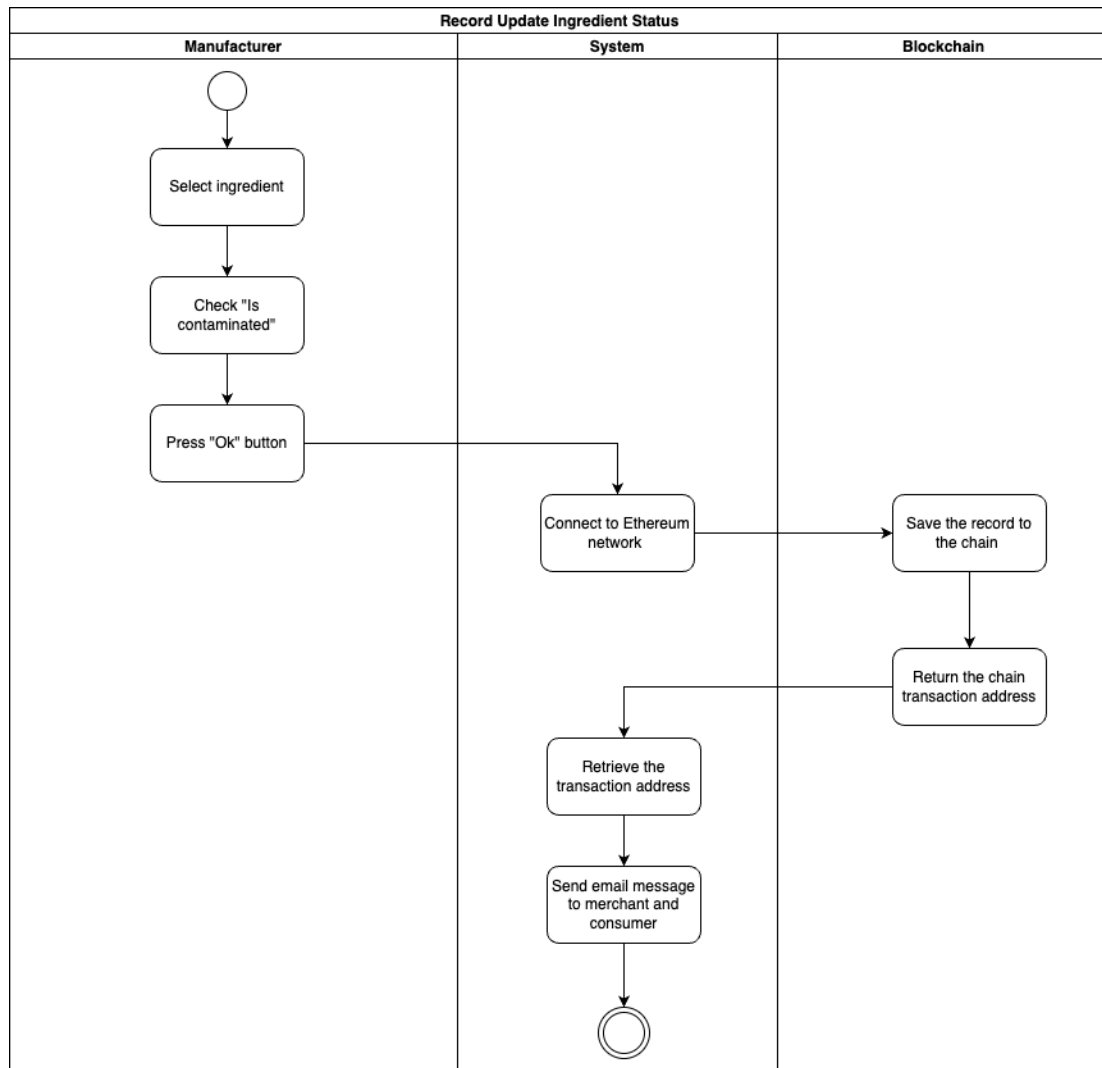 Record Update Ingredient Status
Manufacturer
System
Blockchain
Select ingredient
Check "Is
contaminated"
Press "Ok" button
Connect to Ethereum
network
Save the record to
the chain
Return the chain
transaction address
Retrieve the
transaction address
Send email message
to merchant and
consumer